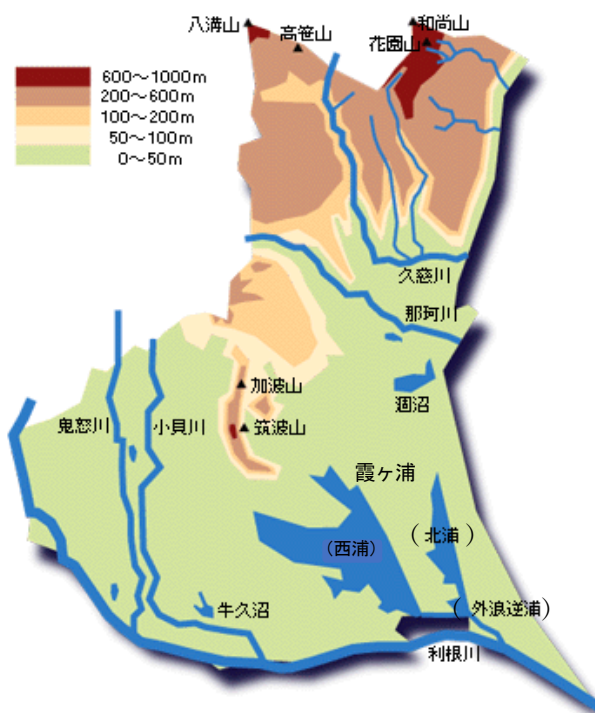 八溝山
高笹山
和尚山
花園山
600～1000m
200～600m
100～200m
50～100m
0～50m
久慈川
那珂川
涸沼
加波山
筑波山
鬼怒川
小貝川
霞ヶ浦
(西浦)
(北浦)
(外浪逆浦)
牛久沼
利根川